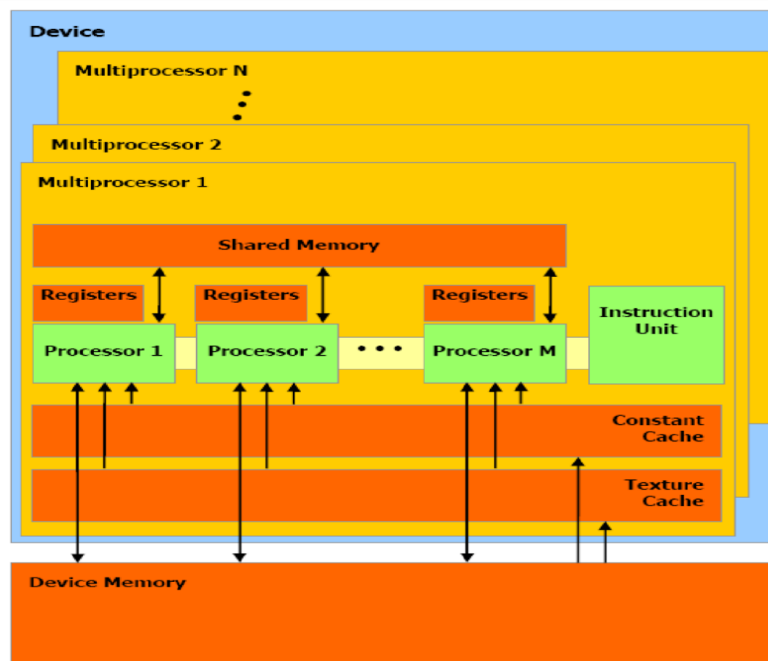 Device
Multiprocessor N
Multiprocessor 2
Multiprocessor 1
Shared Memory
Registers
Registers
Registers
Processor 1
Processor 2
Processor M
Instruction
Unit
Constant
Cache
Texture
Cache
Device Memory